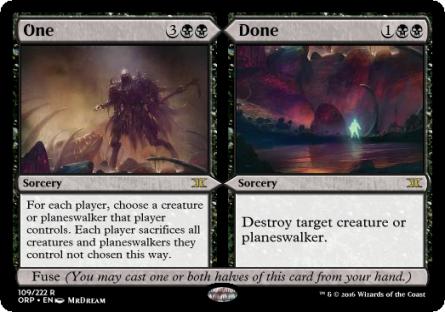 One 3
Done 1
Sorcery
For each player, choose a creature
or planeswalker that player
controls. Each player sacrifices all
creatures and planeswalkers they
control not chosen this way.
Sorcery
Destroy target creature or
planeswalker.
Fuse (You may cast one or both halves of this card from your hand.)
109/222 R
ORP • EN MrDream
™ & © 2016 Wizards of the Coast